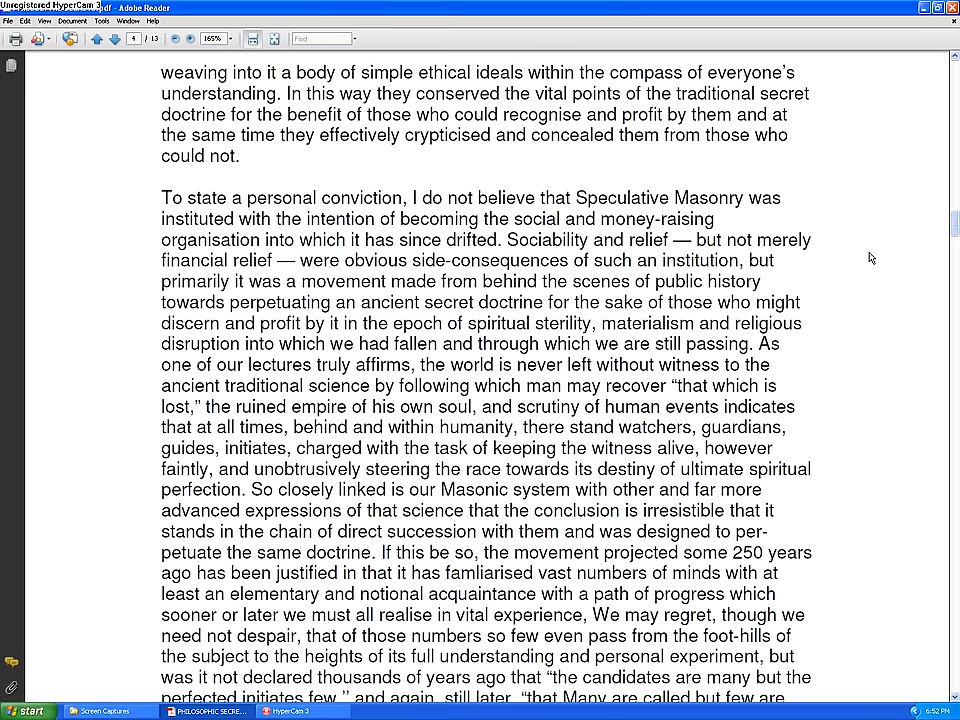 Unregistered HyperCam 3
.pdf - Adobe Reader
File Edit View Document Tools Window Help
4 / 13 165% Find
weaving into it a body of simple ethical ideals within the compass of everyone’s
understanding. In this way they conserved the vital points of the traditional secret
doctrine for the benefit of those who could recognise and profit by them and at
the same time they effectively crypticised and concealed them from those who
could not.
To state a personal conviction, I do not believe that Speculative Masonry was
instituted with the intention of becoming the social and money-raising
organisation into which it has since drifted. Sociability and relief — but not merely
financial relief — were obvious side-consequences of such an institution, but
primarily it was a movement made from behind the scenes of public history
towards perpetuating an ancient secret doctrine for the sake of those who might
discern and profit by it in the epoch of spiritual sterility, materialism and religious
disruption into which we had fallen and through which we are still passing. As
one of our lectures truly affirms, the world is never left without witness to the
ancient traditional science by following which man may recover “that which is
lost,” the ruined empire of his own soul, and scrutiny of human events indicates
that at all times, behind and within humanity, there stand watchers, guardians,
guides, initiates, charged with the task of keeping the witness alive, however
faintly, and unobtrusively steering the race towards its destiny of ultimate spiritual
perfection. So closely linked is our Masonic system with other and far more
advanced expressions of that science that the conclusion is irresistible that it
stands in the chain of direct succession with them and was designed to per-
petuate the same doctrine. If this be so, the movement projected some 250 years
ago has been justified in that it has famliarised vast numbers of minds with at
least an elementary and notional acquaintance with a path of progress which
sooner or later we must all realise in vital experience, We may regret, though we
need not despair, that of those numbers so few even pass from the foot-hills of
the subject to the heights of its full understanding and personal experiment, but
was it not declared thousands of years ago that “the candidates are many but the
perfected initiates few,” and again, still later, “that Many are called but few are
start Screen Captures PHILOSOPHIC SECRE... HyperCam 3 6:52 PM